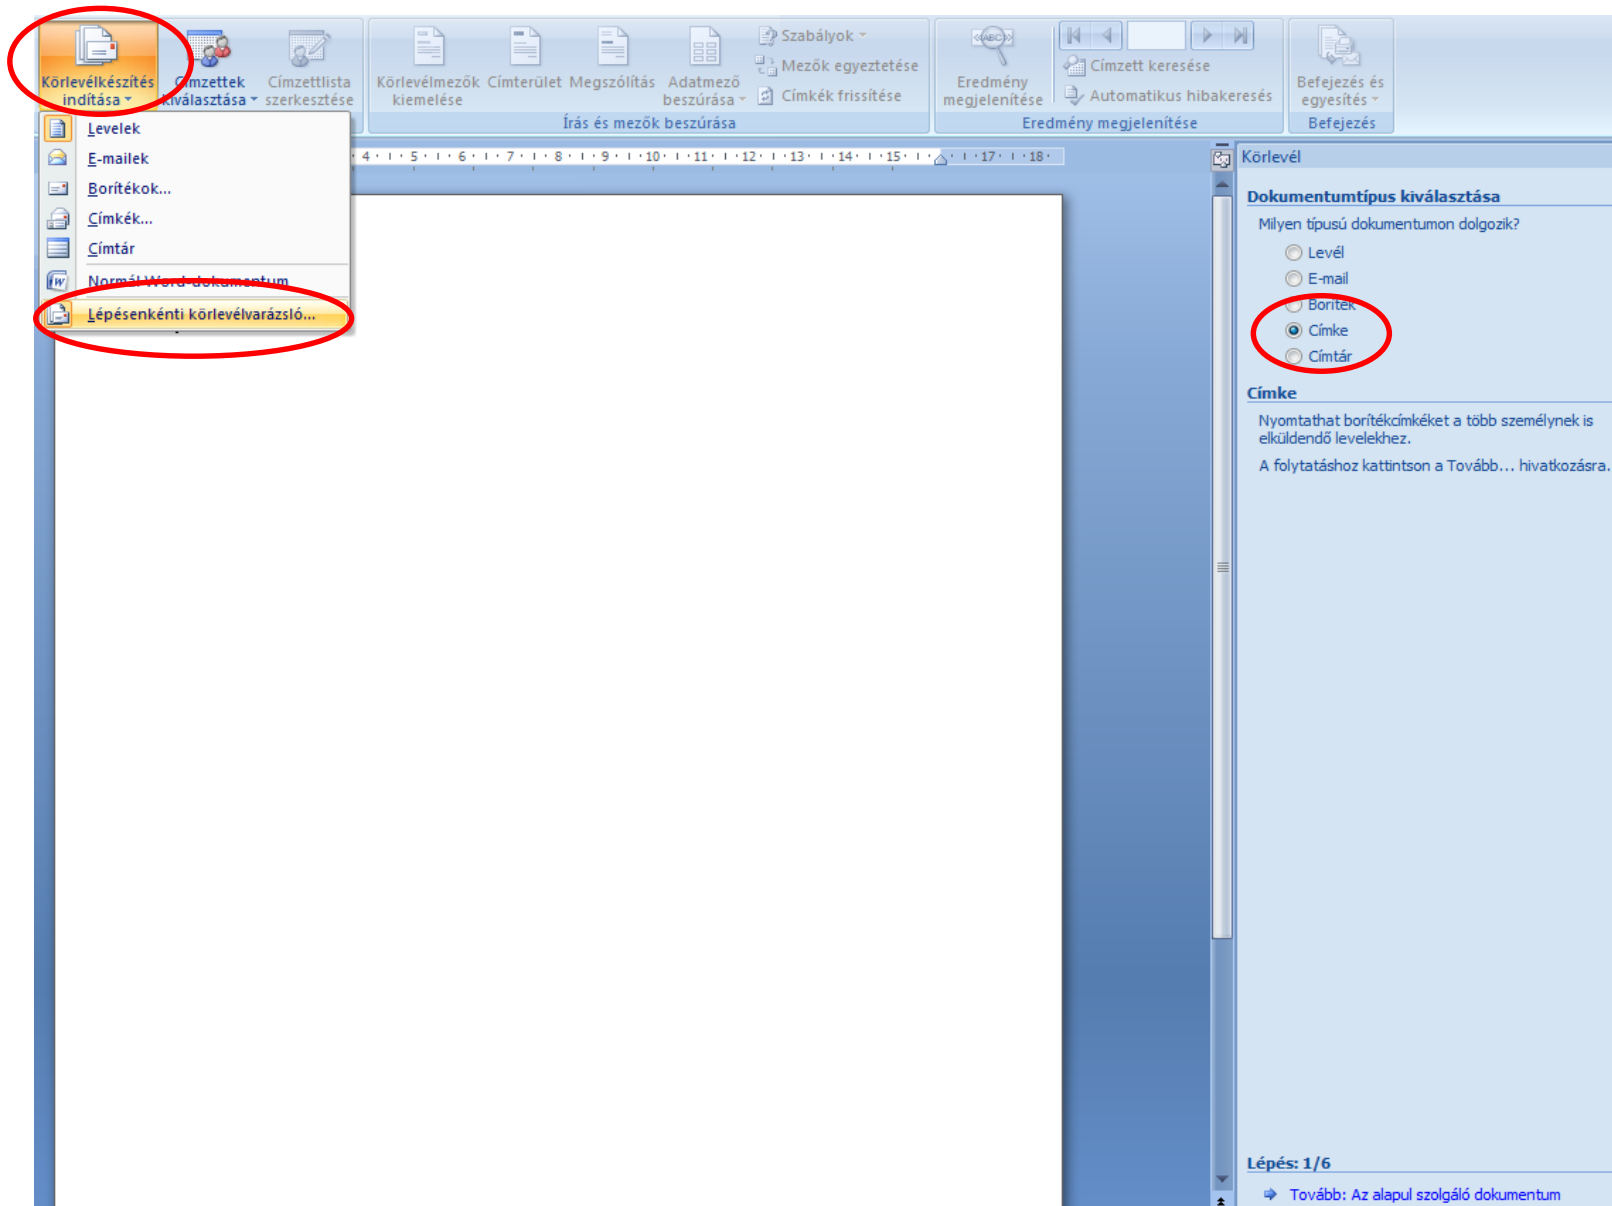 Körlevélkészítés indítása
Címzettek kiválasztása
Címzettlista szerkesztése
Körlevélmezők kiemelése
Címterület
Megszólítás
Adatmező beszúrása
Szabályok
Mezők egyeztetése
Címkék frissítése
Írás és mezők beszúrása
«ABC»
Eredmény megjelenítése
Címzett keresése
Automatikus hibakeresés
Eredmény megjelenítése
Befejezés és egyesítés
Befejezés
Levelek
E-mailek
Borítékok...
Címkék...
Címtár
Normál Word-dokumentum
Lépésenkénti körlevélvarázsló...
4 5 6 7 8 9 10 11 12 13 14 15 17 18
Körlevél
Dokumentumtípus kiválasztása
Milyen típusú dokumentumon dolgozik?
Levél
E-mail
Boríték
Címke
Címtár
Címke
Nyomtathat borítékcímkéket a több személynek is
elküldendő levelekhez.
A folytatáshoz kattintson a Tovább... hivatkozásra.
Lépés: 1/6
Tovább: Az alapul szolgáló dokumentum